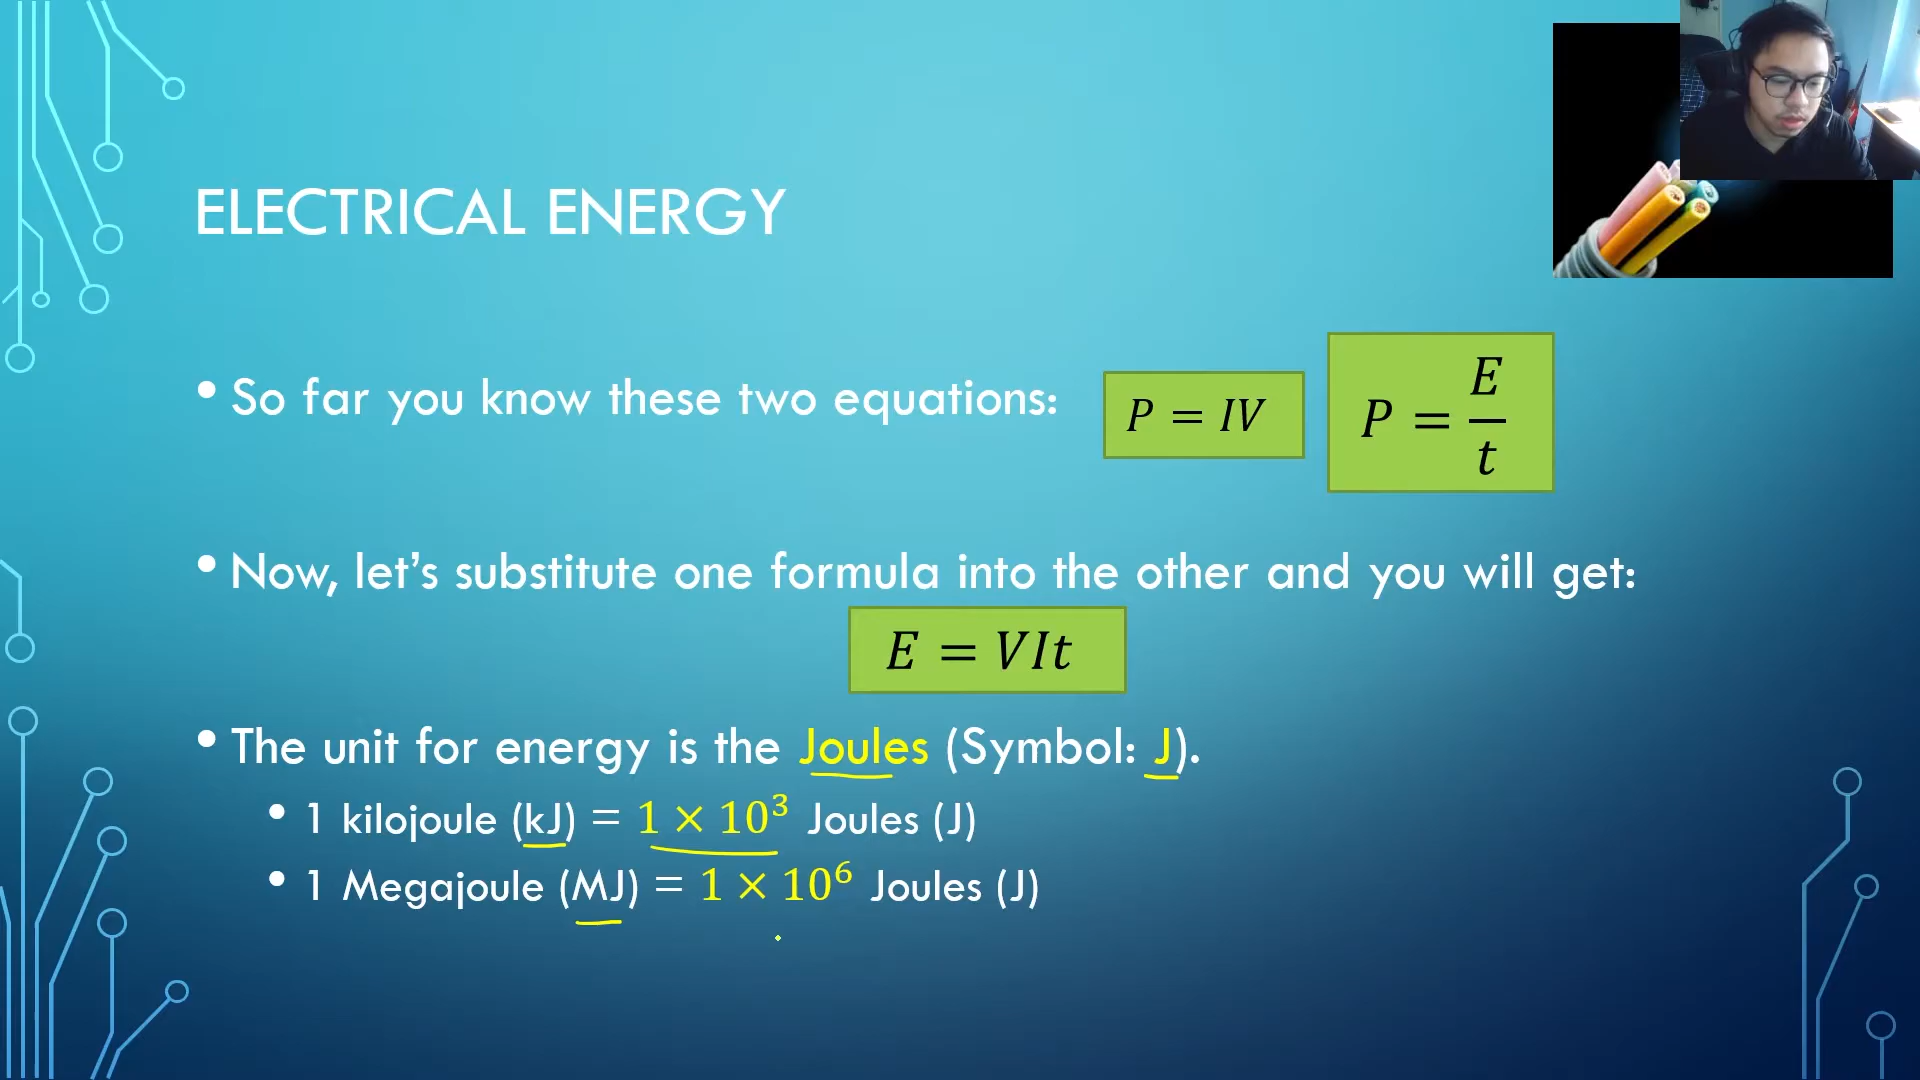 ELECTRICAL ENERGY
• So far you know these two equations: P = IV P = E/t
• Now, let’s substitute one formula into the other and you will get:
E = VIt
• The unit for energy is the Joules (Symbol: J).
• 1 kilojoule (kJ) = 1 × 10³ Joules (J)
• 1 Megajoule (MJ) = 1 × 10⁶ Joules (J)